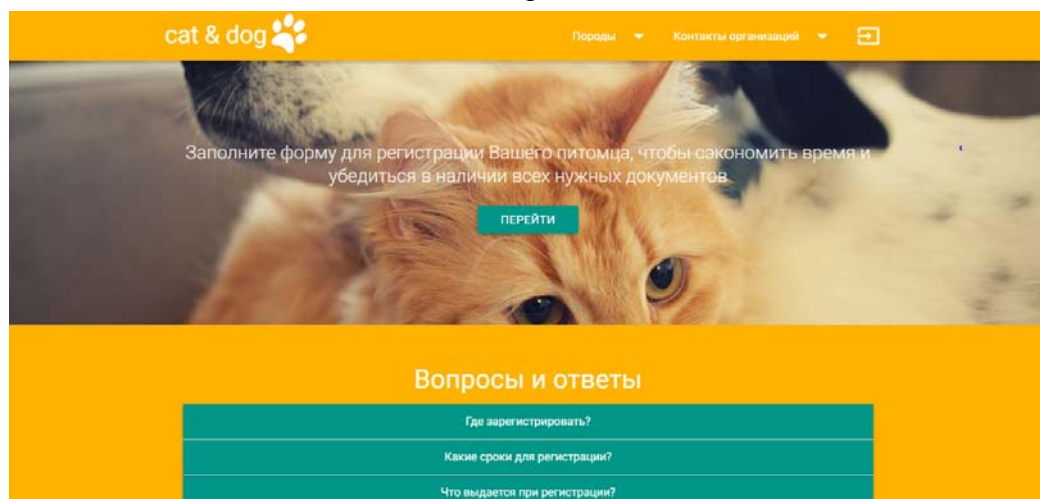 cat & dog
Породы
Контакты организаций
Заполните форму для регистрации Вашего питомца, чтобы сэкономить время и
убедиться в наличии всех нужных документов
ПЕРЕЙТИ
Вопросы и ответы
Где зарегистрировать?
Какие сроки для регистрации?
Что выдается при регистрации?